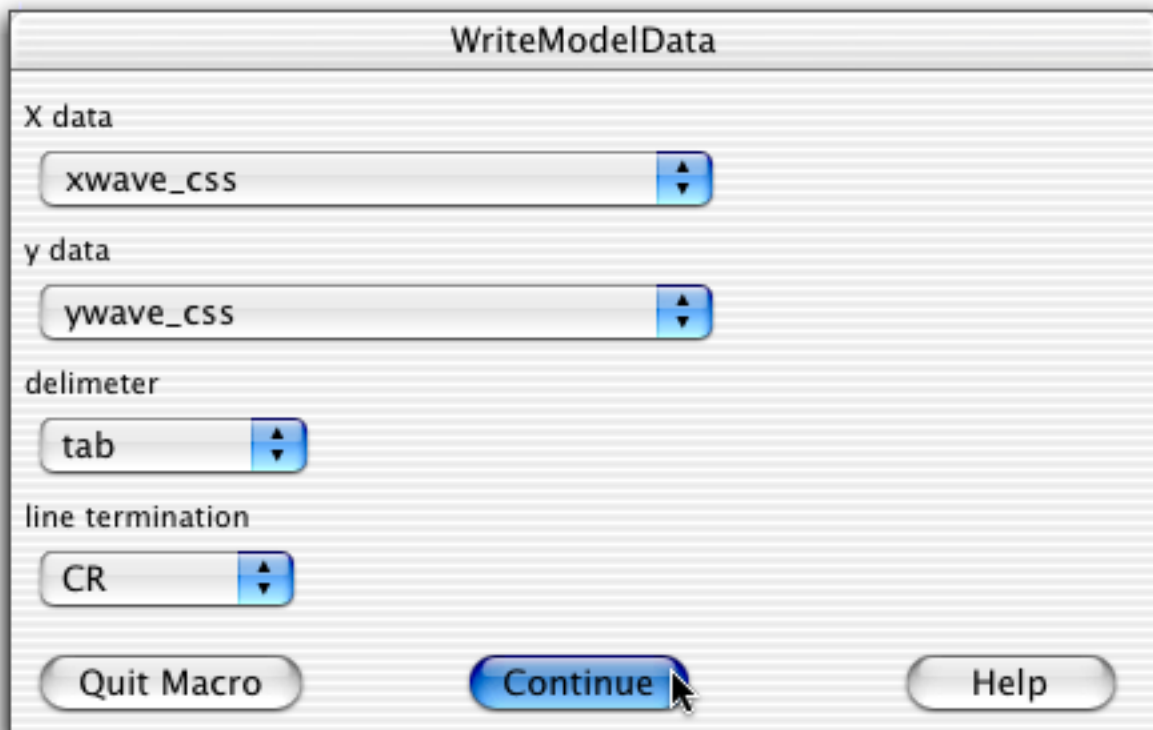 WriteModelData
X data
xwave_css
y data
ywave_css
delimeter
tab
line termination
CR
Quit Macro Continue Help